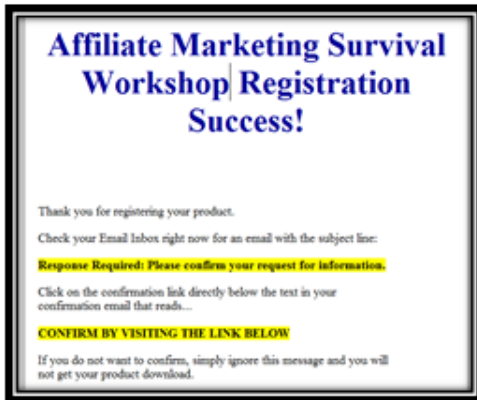 Affiliate Marketing Survival
Workshop Registration
Success!
Thank you for registering your product.
Check your Email Inbox right now for an email with the subject line:
Response Required: Please confirm your request for information.
Click on the confirmation link directly below the text in your
confirmation email that reads...
CONFIRM BY VISITING THE LINK BELOW
If you do not want to confirm, simply ignore this message and you will
not get your product download.